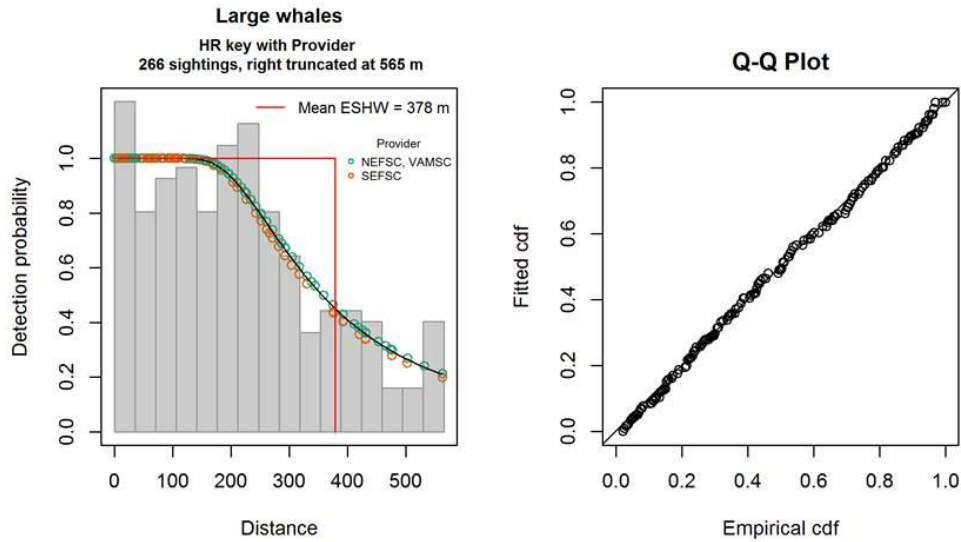 Large whales
HR key with Provider
266 sightings, right truncated at 565 m
Mean ESHW = 378 m
Provider
NEFSC, VAMSC
SEFSC
Detection probability
0.0 0.2 0.4 0.6 0.8 1.0
0 100 200 300 400 500
Distance
Q-Q Plot
Fitted cdf
0.0 0.2 0.4 0.6 0.8 1.0
0.0 0.2 0.4 0.6 0.8 1.0
Empirical cdf